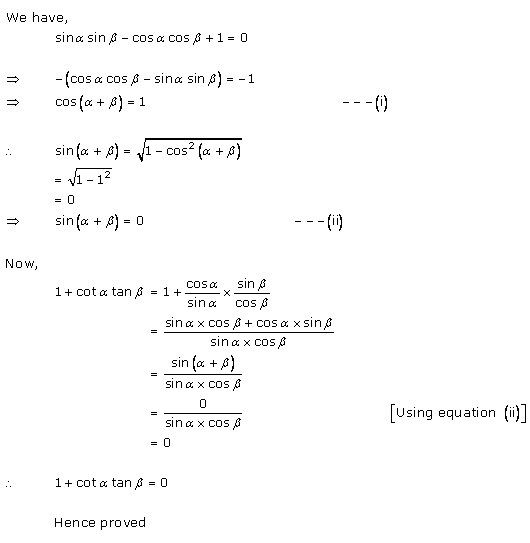 We have,
sin α sin β – cos α cos β + 1 = 0
⇒ –(cos α cos β – sin α sin β) = –1
⇒ cos(α + β) = 1 – – –(i)
∴ sin(α + β) = √(1 – cos²(α + β))
= √(1 – 1²)
= 0
⇒ sin(α + β) = 0 – – –(ii)
Now,
1 + cot α tan β = 1 + cos α / sin α × sin β / cos β
= (sin α × cos β + cos α × sin β) / (sin α × cos β)
= sin(α + β) / (sin α × cos β)
= 0 / (sin α × cos β) [Using equation (ii)]
= 0
∴ 1 + cot α tan β = 0
Hence proved